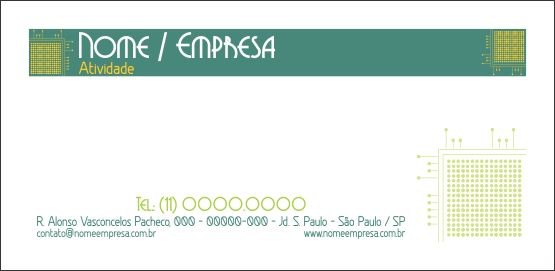 Nome / Empresa
Atividade
Tel.: (11) 0000.0000
R. Alonso Vasconcelos Pacheco, 000 - 00000-000 - Jd. S. Paulo - São Paulo / SP
contato@nomeempresa.com.br www.nomeempresa.com.br